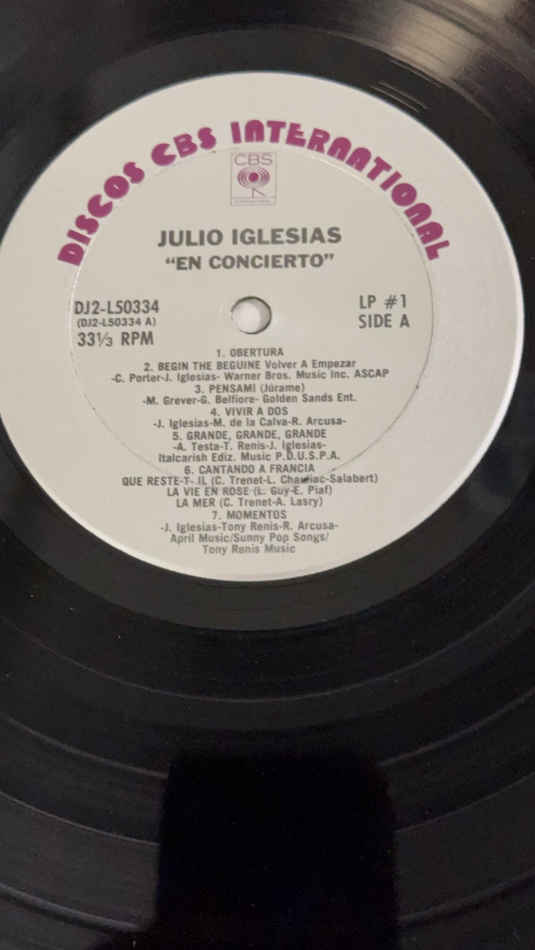 DISCOS CBS INTERNATIONAL
CBS
JULIO IGLESIAS
“EN CONCIERTO”
DJ2-L50334
(DJ2-L50334 A)
33⅓ RPM
LP #1
SIDE A
1. OBERTURA
2. BEGIN THE BEGUINE Volver A Empezar
-C. Porter-J. Iglesias- Warner Bros. Music Inc. ASCAP
3. PENSAMI (Júrame)
-M. Grever-G. Belfiore- Golden Sands Ent.
4. VIVIR A DOS
-J. Iglesias-M. de la Calva-R. Arcusa-
5. GRANDE, GRANDE, GRANDE
-A. Testa-T. Renis-J. Iglesias-
Italcarish Ediz. Music P.D.U.S.P.A.
6. CANTANDO A FRANCIA
QUE RESTE-T- IL (C. Trenet-L. Chauliac-Salabert)
LA VIE EN ROSE (L. Guy-E. Piaf)
LA MER (C. Trenet-A. Lasry)
7. MOMENTOS
-J. Iglesias-Tony Renis-R. Arcusa-
April Music/Sunny Pop Songs/
Tony Renis Music